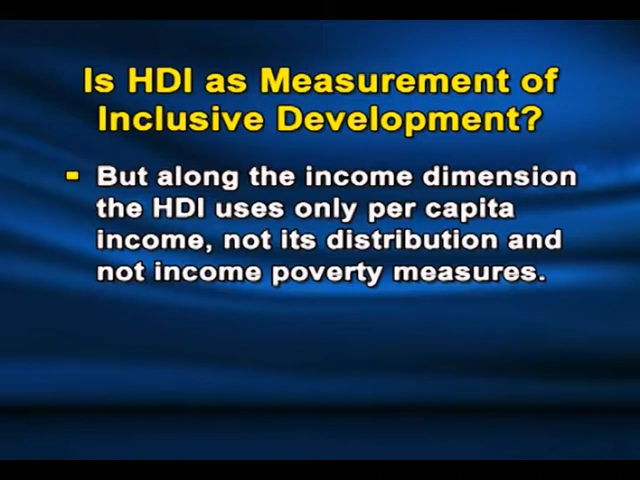 Is HDI as Measurement of
Inclusive Development?
But along the income dimension
the HDI uses only per capita
income, not its distribution and
not income poverty measures.